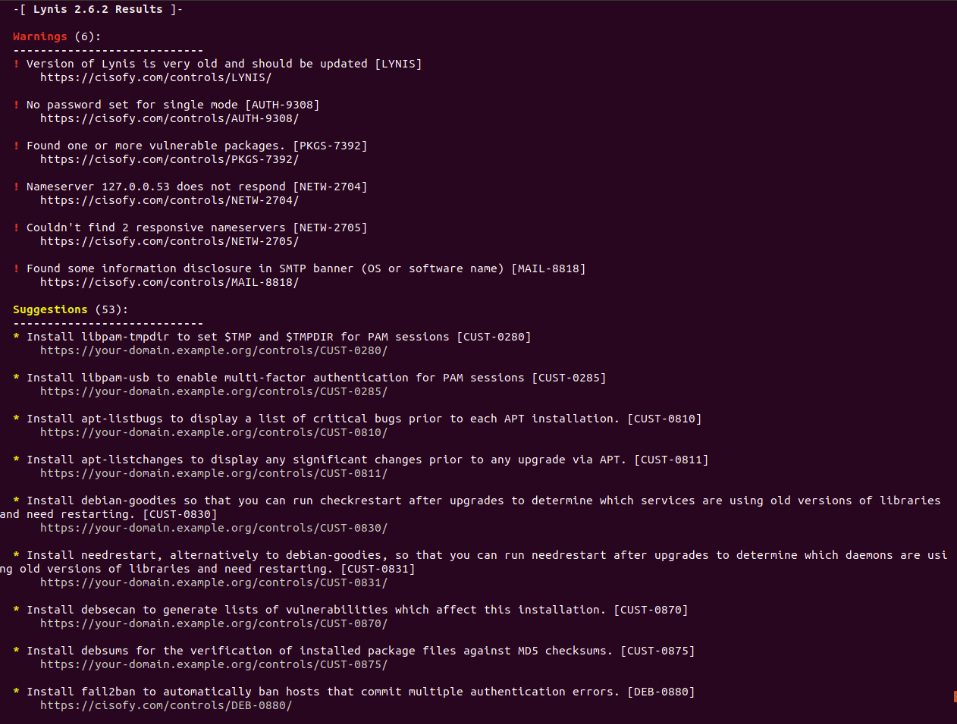 -[ Lynis 2.6.2 Results ]-
Warnings (6):
----------------------------
! Version of Lynis is very old and should be updated [LYNIS]
https://cisofy.com/controls/LYNIS/
! No password set for single mode [AUTH-9308]
https://cisofy.com/controls/AUTH-9308/
! Found one or more vulnerable packages. [PKGS-7392]
https://cisofy.com/controls/PKGS-7392/
! Nameserver 127.0.0.53 does not respond [NETW-2704]
https://cisofy.com/controls/NETW-2704/
! Couldn't find 2 responsive nameservers [NETW-2705]
https://cisofy.com/controls/NETW-2705/
! Found some information disclosure in SMTP banner (OS or software name) [MAIL-8818]
https://cisofy.com/controls/MAIL-8818/
Suggestions (53):
----------------------------
* Install libpam-tmpdir to set $TMP and $TMPDIR for PAM sessions [CUST-0280]
https://your-domain.example.org/controls/CUST-0280/
* Install libpam-usb to enable multi-factor authentication for PAM sessions [CUST-0285]
https://your-domain.example.org/controls/CUST-0285/
* Install apt-listbugs to display a list of critical bugs prior to each APT installation. [CUST-0810]
https://your-domain.example.org/controls/CUST-0810/
* Install apt-listchanges to display any significant changes prior to any upgrade via APT. [CUST-0811]
https://your-domain.example.org/controls/CUST-0811/
* Install debian-goodies so that you can run checkrestart after upgrades to determine which services are using old versions of libraries
and need restarting. [CUST-0830]
https://your-domain.example.org/controls/CUST-0830/
* Install needrestart, alternatively to debian-goodies, so that you can run needrestart after upgrades to determine which daemons are usi
ng old versions of libraries and need restarting. [CUST-0831]
https://your-domain.example.org/controls/CUST-0831/
* Install debsecan to generate lists of vulnerabilities which affect this installation. [CUST-0870]
https://your-domain.example.org/controls/CUST-0870/
* Install debsums for the verification of installed package files against MD5 checksums. [CUST-0875]
https://your-domain.example.org/controls/CUST-0875/
* Install fail2ban to automatically ban hosts that commit multiple authentication errors. [DEB-0880]
https://cisofy.com/controls/DEB-0880/